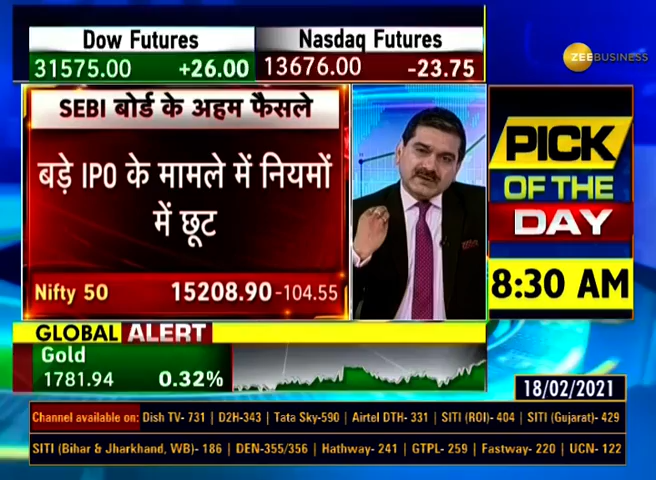 Dow Futures
31575.00 +26.00
Nasdaq Futures
13676.00 -23.75
ZEEBUSINESS
SEBI बोर्ड के अहम फैसले
बड़े IPO के मामले में नियमों
में छूट
Nifty 50 15208.90 -104.55
PICK
OF THE
DAY
8:30 AM
GLOBAL ALERT
Gold
1781.94 0.32%
18/02/2021
Channel available on: Dish TV- 731 | D2H-343 | Tata Sky-590 | Airtel DTH- 331 | SITI (ROI)- 404 | SITI (Gujarat)- 429
SITI (Bihar & Jharkhand, WB)- 186 | DEN-355/356 | Hathway- 241 | GTPL- 259 | Fastway- 220 | UCN- 122